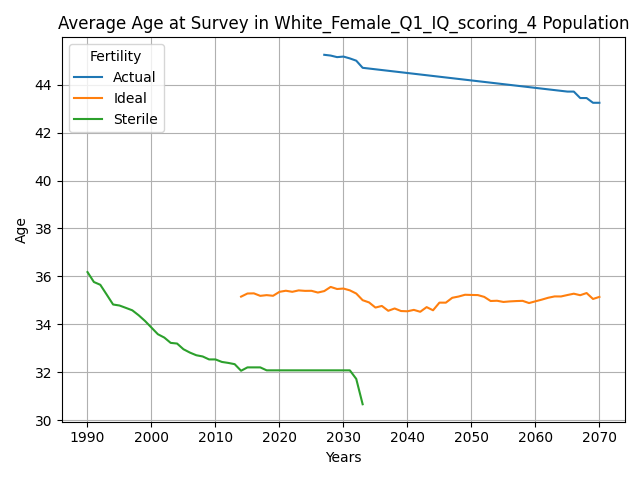 Average Age at Survey in White_Female_Q1_IQ_scoring_4 Population
Fertility
Actual
Ideal
Sterile
Age
44
42
40
38
36
34
32
30
1990 2000 2010 2020 2030 2040 2050 2060 2070
Years